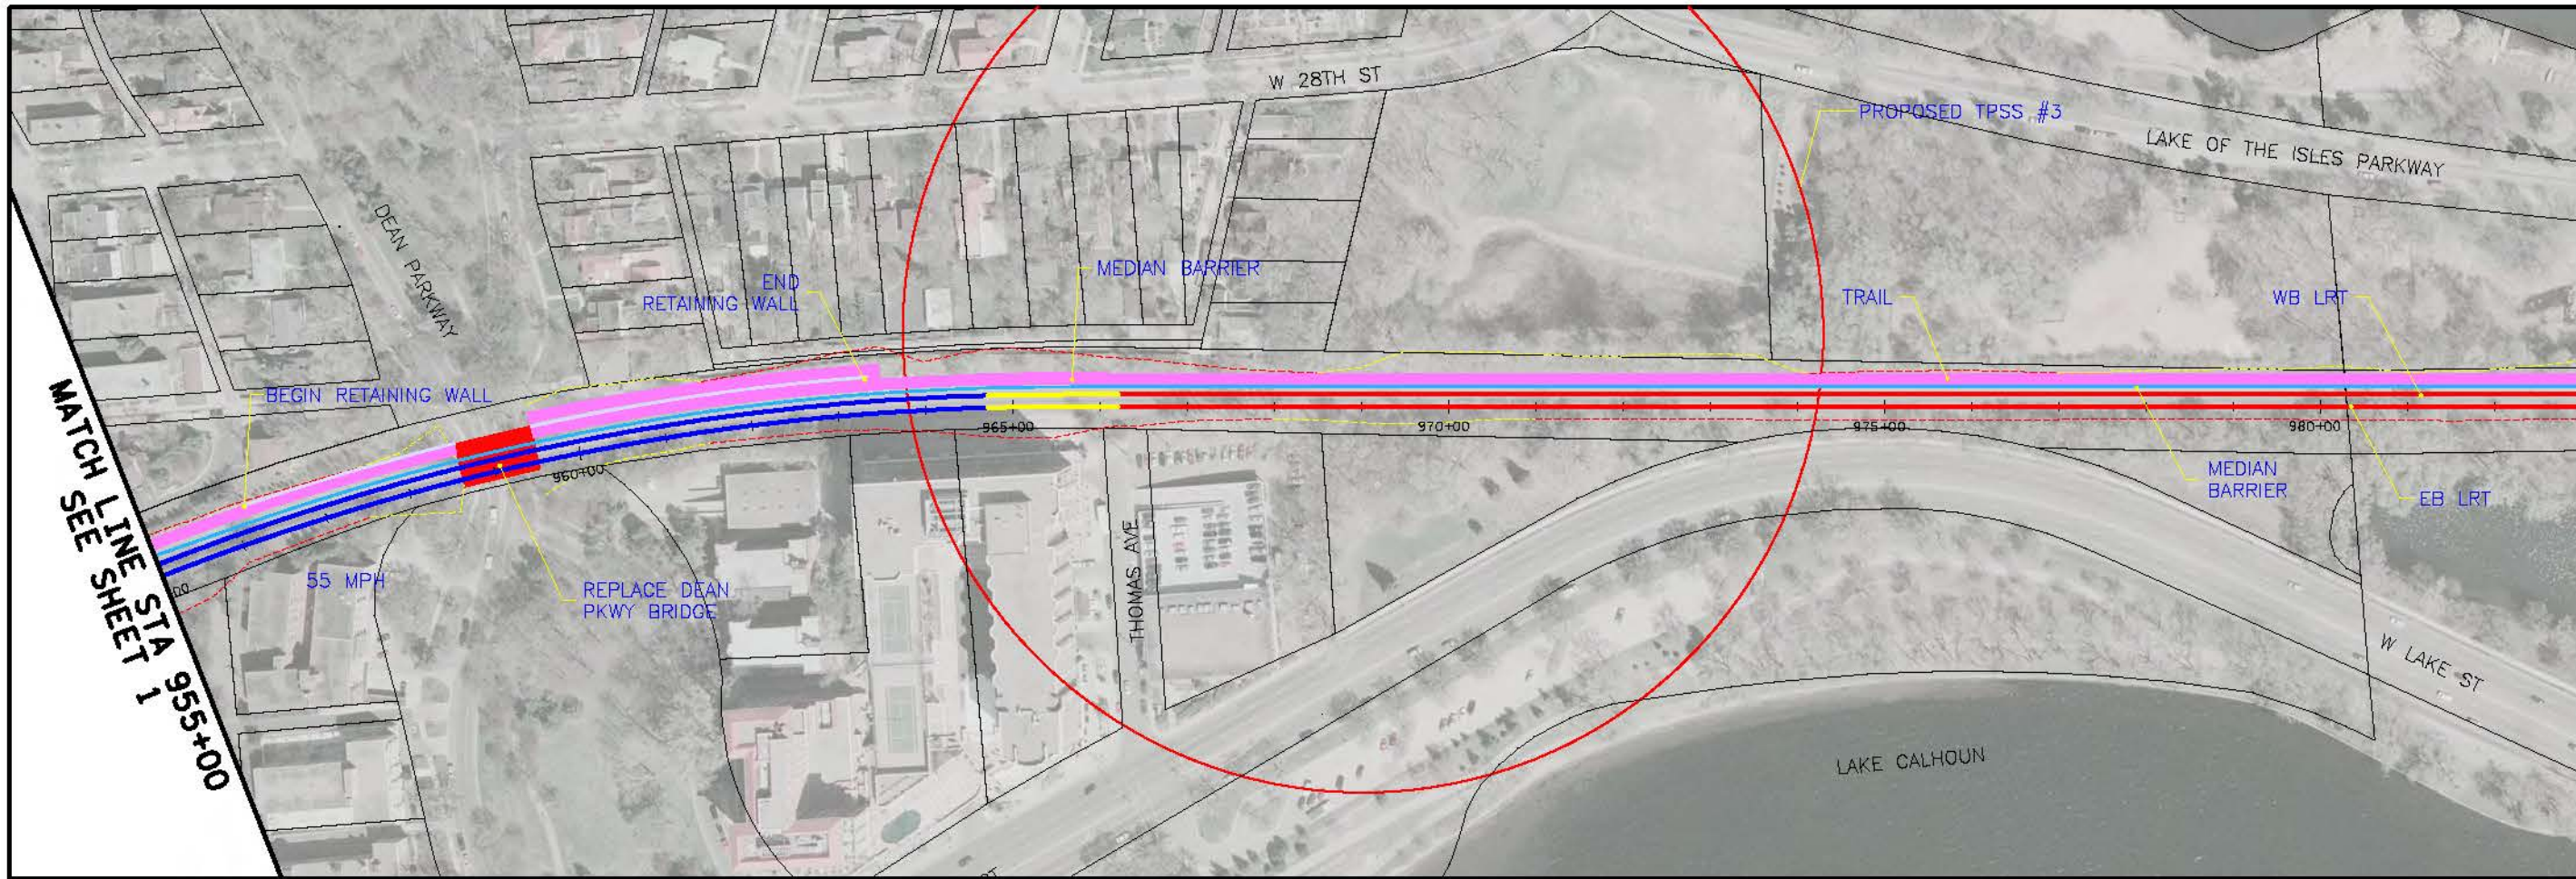 W 28TH ST
PROPOSED TPSS #3
LAKE OF THE ISLES PARKWAY
DEAN PARKWAY
END
RETAINING WALL
MEDIAN BARRIER
TRAIL
WB LRT
BEGIN RETAINING WALL
965+00
970+00
975+00
980+00
960+00
MEDIAN
BARRIER
EB LRT
55 MPH
REPLACE DEAN
PKWY BRIDGE
THOMAS AVE
MATCH LINE STA 955+00
SEE SHEET 1
W LAKE ST
LAKE CALHOUN